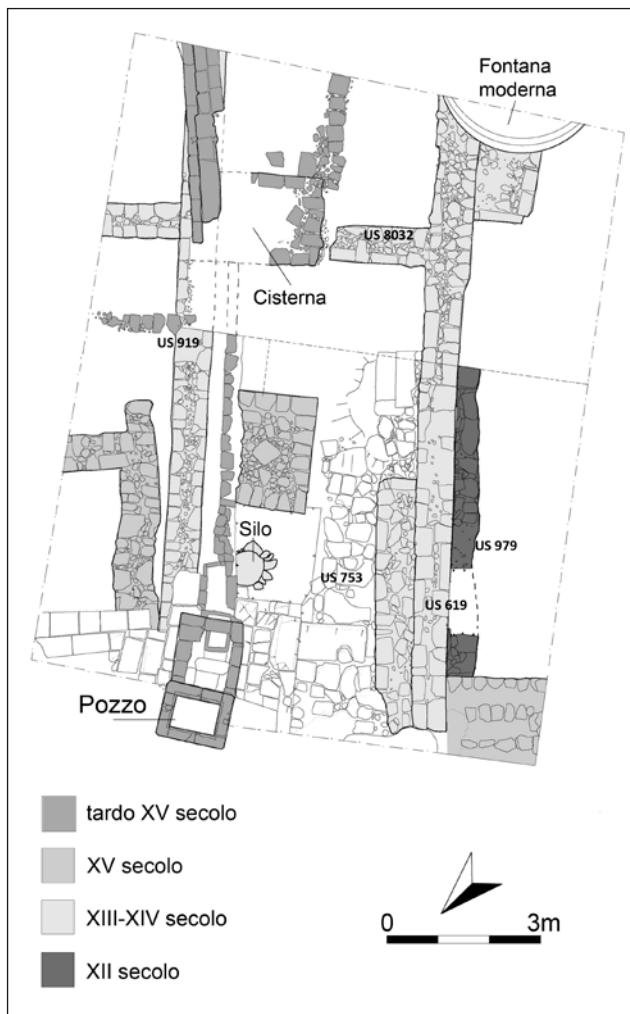 Fontana
moderna
US 8032
Cisterna
US 919
US 979
Silo
US 753
US 619
Pozzo
tardo XV secolo
XV secolo
XIII-XIV secolo
XII secolo
0 3m